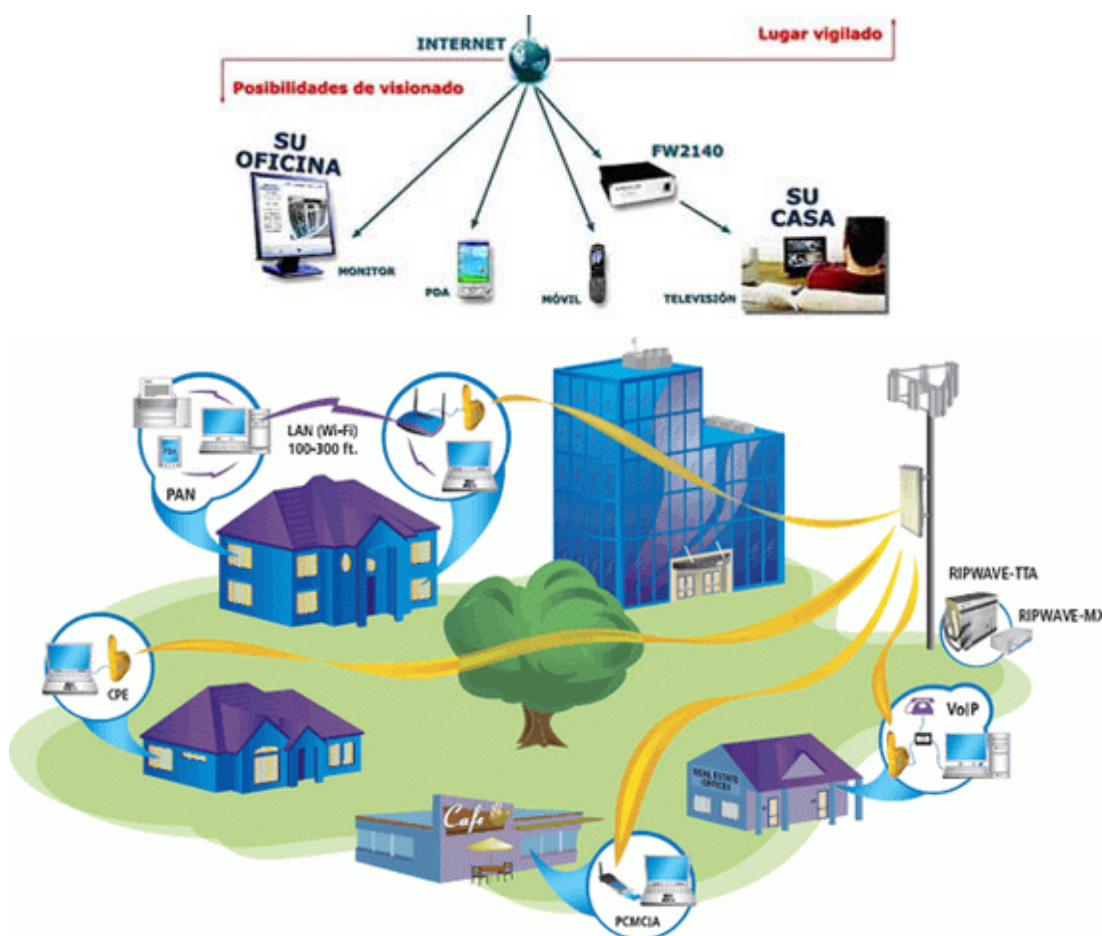 INTERNET
Lugar vigilado
Posibilidades de visionado
SU
OFICINA
FW2140
SU
CASA
MONITOR
PDA
MÓVIL
TELEVISIÓN
LAN (Wi-Fi)
100-300 ft.
PDA
PAN
RIPWAVE-TTA
RIPWAVE-MX
CPE
VoIP
REAL ESTATE
OFFICES
Cafe
PCMCIA